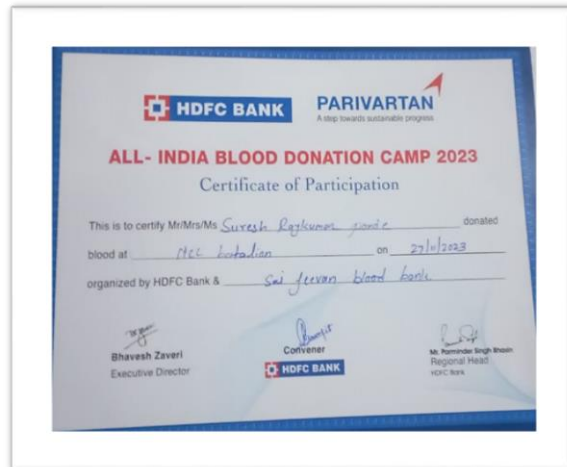 HDFC BANK
PARIVARTAN
A step towards sustainable progress
ALL- INDIA BLOOD DONATION CAMP 2023
Certificate of Participation
This is to certify Mr/Mrs/Ms Suresh Rajkumar donated
blood at NCC on 27/11/2023
organized by HDFC Bank & Sai Jeevan blood bank
Bhavesh Zaveri
Executive Director
Convener
HDFC BANK
Mr. Parminder Singh Bhasin
Regional Head
HDFC Bank